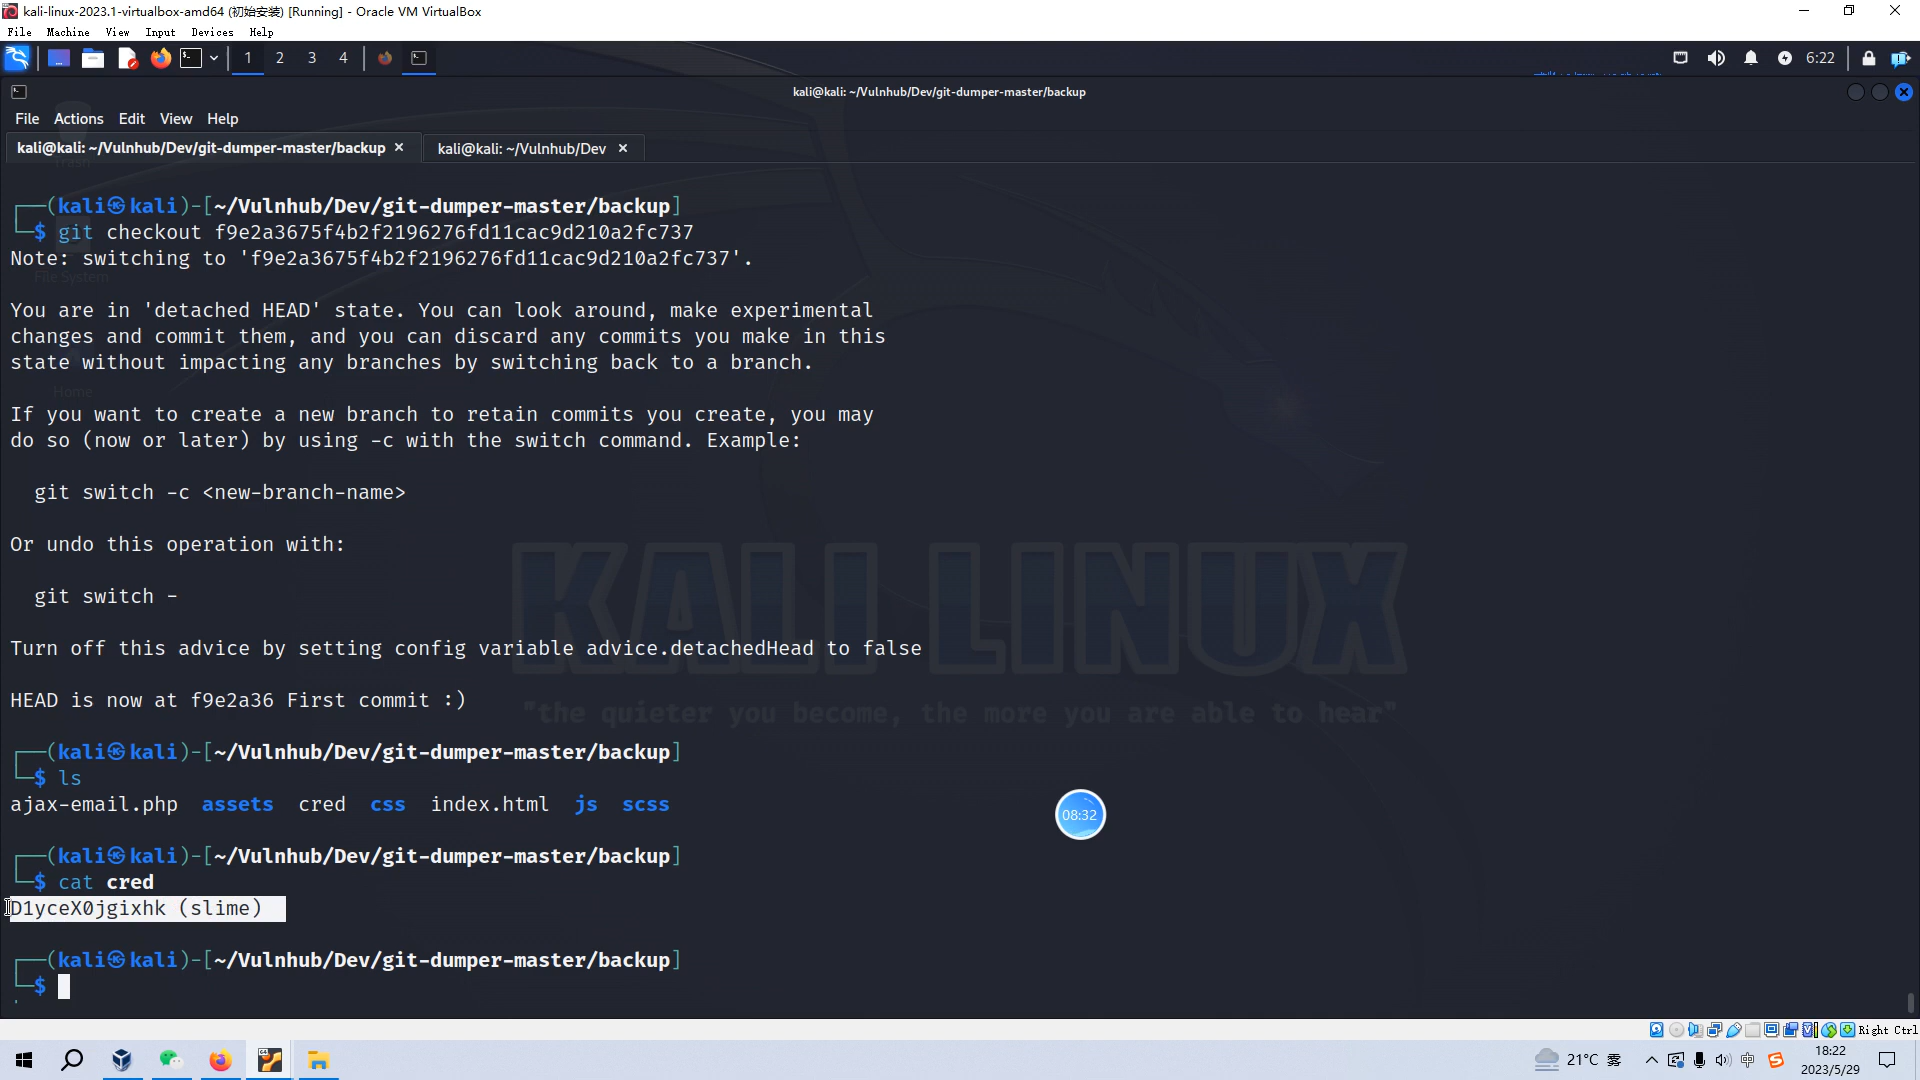 kali-linux-2023.1-virtualbox-amd64 (初始安装) [Running] - Oracle VM VirtualBox
File Machine View Input Devices Help
1 2 3 4 6:22
kali@kali: ~/Vulnhub/Dev/git-dumper-master/backup
File Actions Edit View Help
kali@kali: ~/Vulnhub/Dev/git-dumper-master/backup × kali@kali: ~/Vulnhub/Dev ×
Trash
┌──(kali㉿kali)-[~/Vulnhub/Dev/git-dumper-master/backup]
└─$ git checkout f9e2a3675f4b2f2196276fd11cac9d210a2fc737
Note: switching to 'f9e2a3675f4b2f2196276fd11cac9d210a2fc737'.
File System
You are in 'detached HEAD' state. You can look around, make experimental
changes and commit them, and you can discard any commits you make in this
state without impacting any branches by switching back to a branch.
Home
If you want to create a new branch to retain commits you create, you may
do so (now or later) by using -c with the switch command. Example:
git switch -c <new-branch-name>
Or undo this operation with:
git switch -
Turn off this advice by setting config variable advice.detachedHead to false
HEAD is now at f9e2a36 First commit :)
KALI LINUX
"the quieter you become, the more you are able to hear"
┌──(kali㉿kali)-[~/Vulnhub/Dev/git-dumper-master/backup]
└─$ ls
ajax-email.php assets cred css index.html js scss
08:32
┌──(kali㉿kali)-[~/Vulnhub/Dev/git-dumper-master/backup]
└─$ cat cred
D1yceX0jgixhk (slime)
┌──(kali㉿kali)-[~/Vulnhub/Dev/git-dumper-master/backup]
└─$
Right Ctrl
21°C 雾 中 18:22
2023/5/29